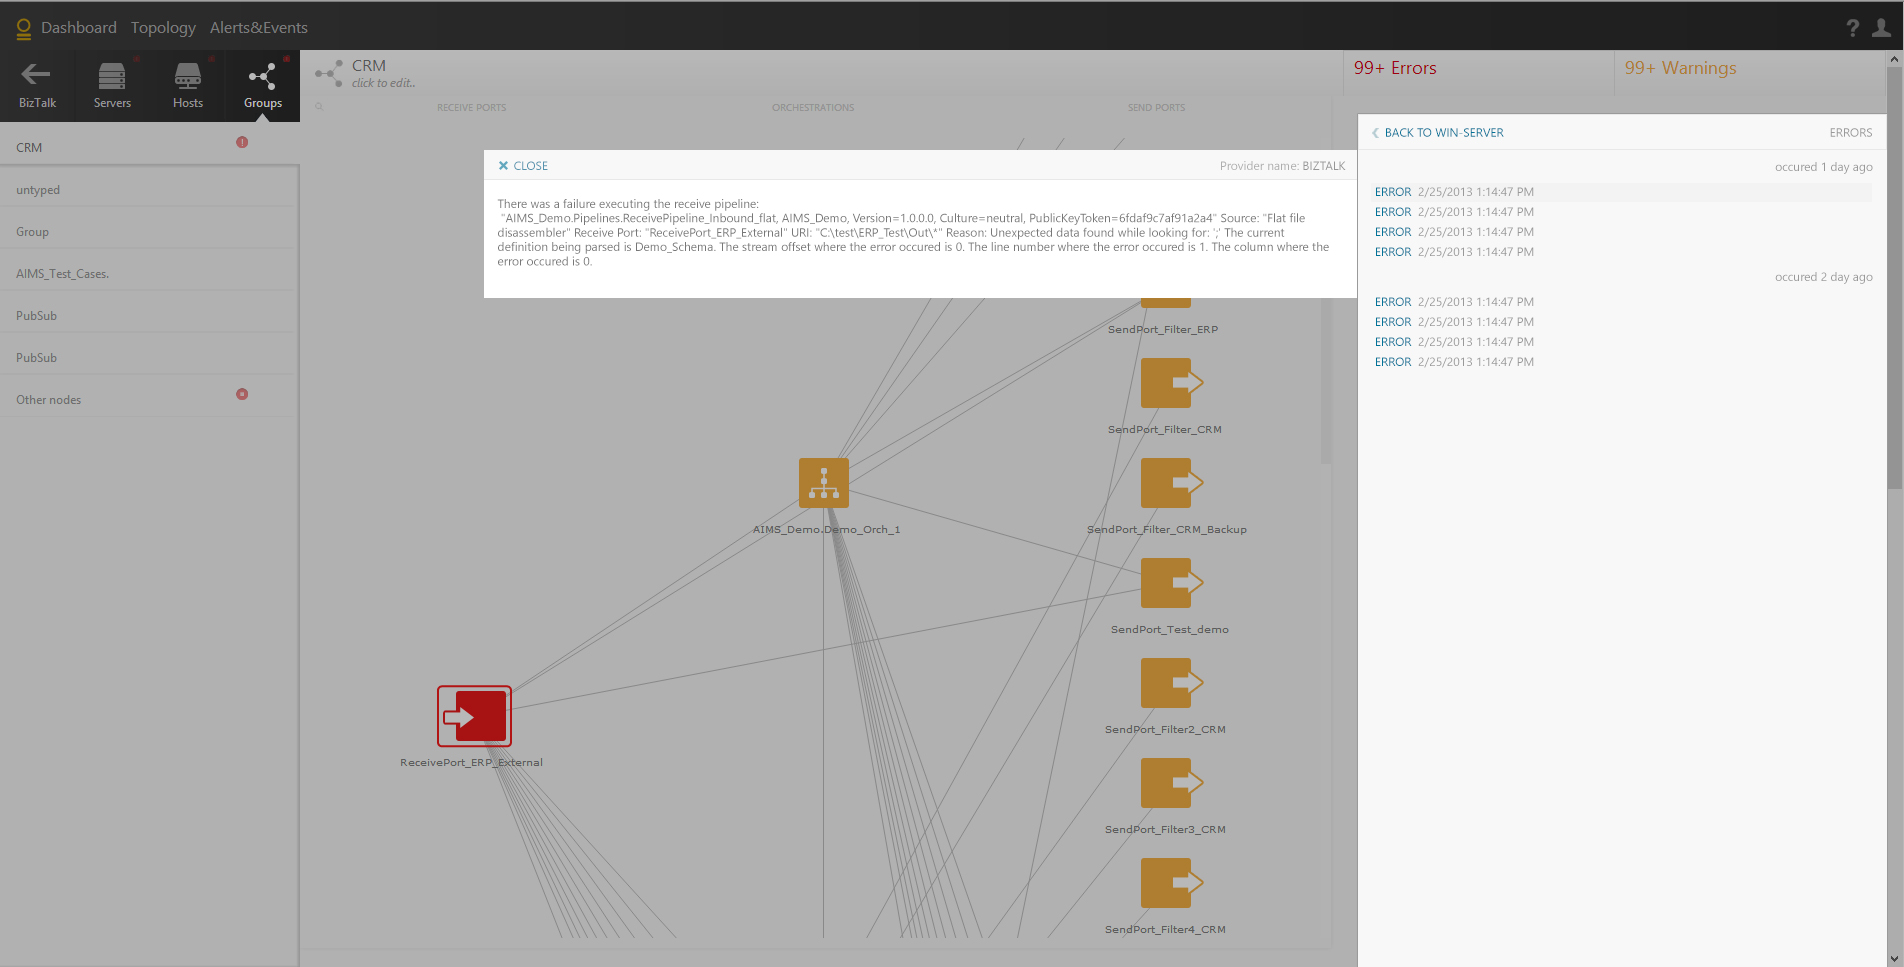 Dashboard Topology Alerts&Events
?
BizTalk Servers Hosts Groups
CRM
untyped
Group
AIMS_Test_Cases.
PubSub
PubSub
Other nodes
CRM
click to edit..
99+ Errors
99+ Warnings
RECEIVE PORTS ORCHESTRATIONS SEND PORTS
CLOSE
Provider name: BIZTALK
There was a failure executing the receive pipeline:
"AIMS_Demo.Pipelines.ReceivePipeline_Inbound_flat, AIMS_Demo, Version=1.0.0.0, Culture=neutral, PublicKeyToken=6fdaf9c7af91a2a4" Source: "Flat file
disassembler" Receive Port: "ReceivePort_ERP_External" URI: "C:\test\ERP_Test\Out\*" Reason: Unexpected data found while looking for: ';' The current
definition being parsed is Demo_Schema. The stream offset where the error occured is 0. The line number where the error occured is 1. The column where the
error occured is 0.
SendPort_Filter_ERP
SendPort_Filter_CRM
AIMS_Demo.Demo_Orch_1
SendPort_Filter_CRM_Backup
SendPort_Test_demo
SendPort_Filter2_CRM
ReceivePort_ERP_External
SendPort_Filter3_CRM
SendPort_Filter4_CRM
BACK TO WIN-SERVER
ERRORS
occured 1 day ago
ERROR 2/25/2013 1:14:47 PM
ERROR 2/25/2013 1:14:47 PM
ERROR 2/25/2013 1:14:47 PM
ERROR 2/25/2013 1:14:47 PM
occured 2 day ago
ERROR 2/25/2013 1:14:47 PM
ERROR 2/25/2013 1:14:47 PM
ERROR 2/25/2013 1:14:47 PM
ERROR 2/25/2013 1:14:47 PM